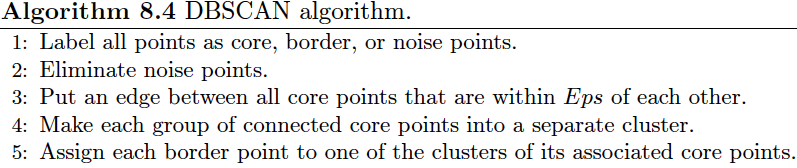 Algorithm 8.4 DBSCAN algorithm.
1: Label all points as core, border, or noise points.
2: Eliminate noise points.
3: Put an edge between all core points that are within Eps of each other.
4: Make each group of connected core points into a separate cluster.
5: Assign each border point to one of the clusters of its associated core points.